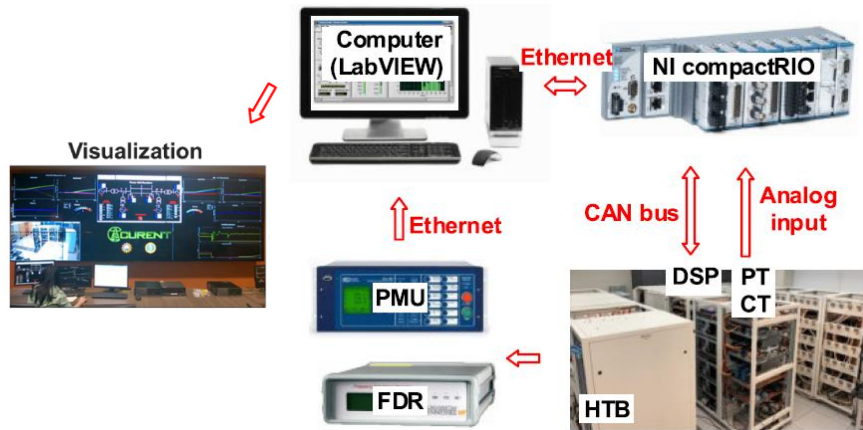 Computer
(LabVIEW)
Ethernet
NI compactRIO
Visualization
CURENT
Ethernet
CAN bus
Analog
input
PMU
DSP
PT
CT
FDR
HTB